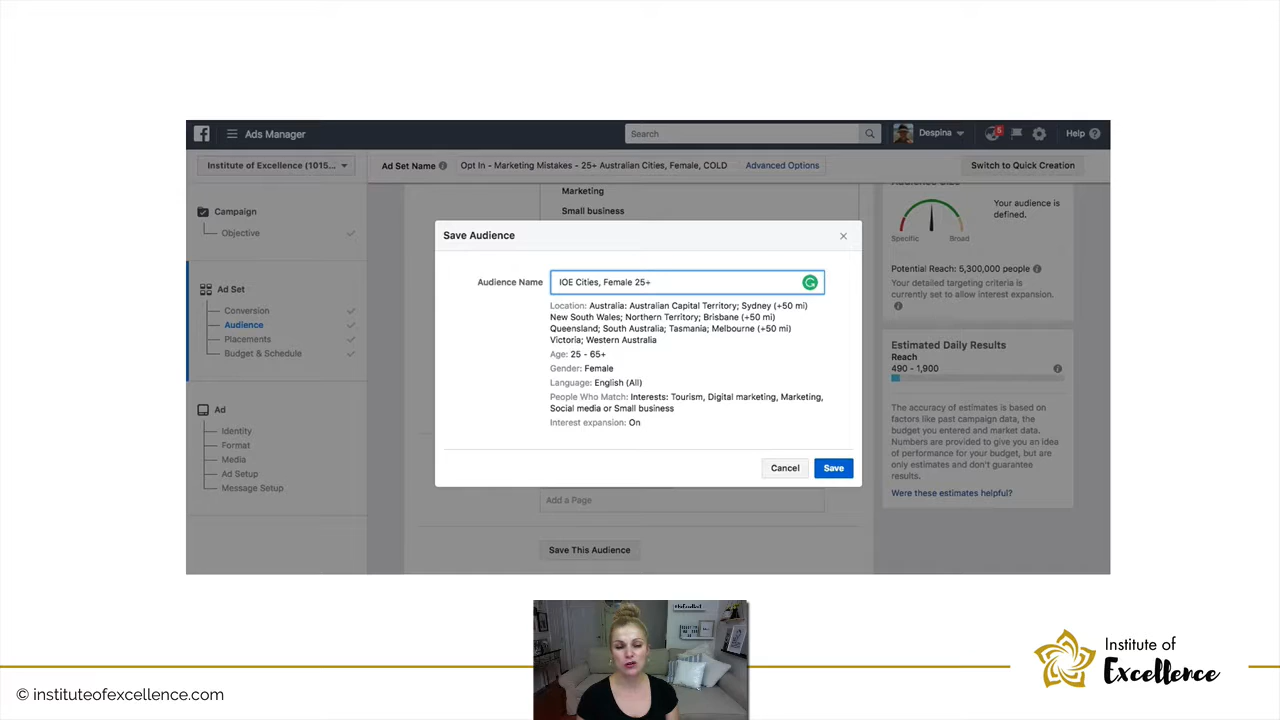 Ads Manager
Search
Despina
5
Help
Institute of Excellence (1015...
Ad Set Name
Opt In - Marketing Mistakes - 25+ Australian Cities, Female, COLD
Advanced Options
Switch to Quick Creation
Campaign
Objective
Ad Set
Conversion
Audience
Placements
Budget & Schedule
Ad
Identity
Format
Media
Ad Setup
Message Setup
Marketing
Small business
Save Audience
Audience Name
IOE Cities, Female 25+
Location: Australia: Australian Capital Territory; Sydney (+50 mi)
New South Wales; Northern Territory; Brisbane (+50 mi)
Queensland; South Australia; Tasmania; Melbourne (+50 mi)
Victoria; Western Australia
Age: 25 - 65+
Gender: Female
Language: English (All)
People Who Match: Interests: Tourism, Digital marketing, Marketing,
Social media or Small business
Interest expansion: On
Cancel
Save
Add a Page
Save This Audience
Audience Size
Your audience is
defined.
Specific
Broad
Potential Reach: 5,300,000 people
Your detailed targeting criteria is
currently set to allow interest expansion.
Estimated Daily Results
Reach
490 - 1,900
The accuracy of estimates is based on
factors like past campaign data, the
budget you entered and market data.
Numbers are provided to give you an idea
of performance for your budget, but are
only estimates and don't guarantee
results.
Were these estimates helpful?
© instituteofexcellence.com
Institute of
Excellence